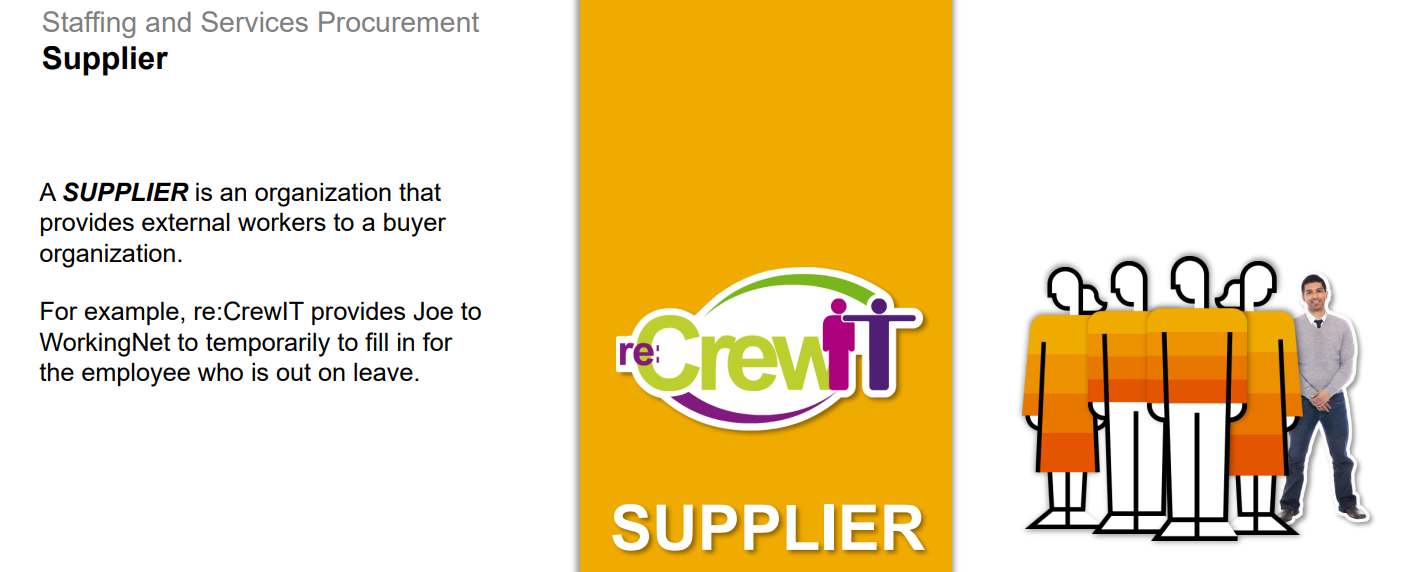 Staffing and Services Procurement
Supplier
A SUPPLIER is an organization that
provides external workers to a buyer
organization.
For example, re:CrewIT provides Joe to
WorkingNet to temporarily to fill in for
the employee who is out on leave.
re:CrewIT
SUPPLIER